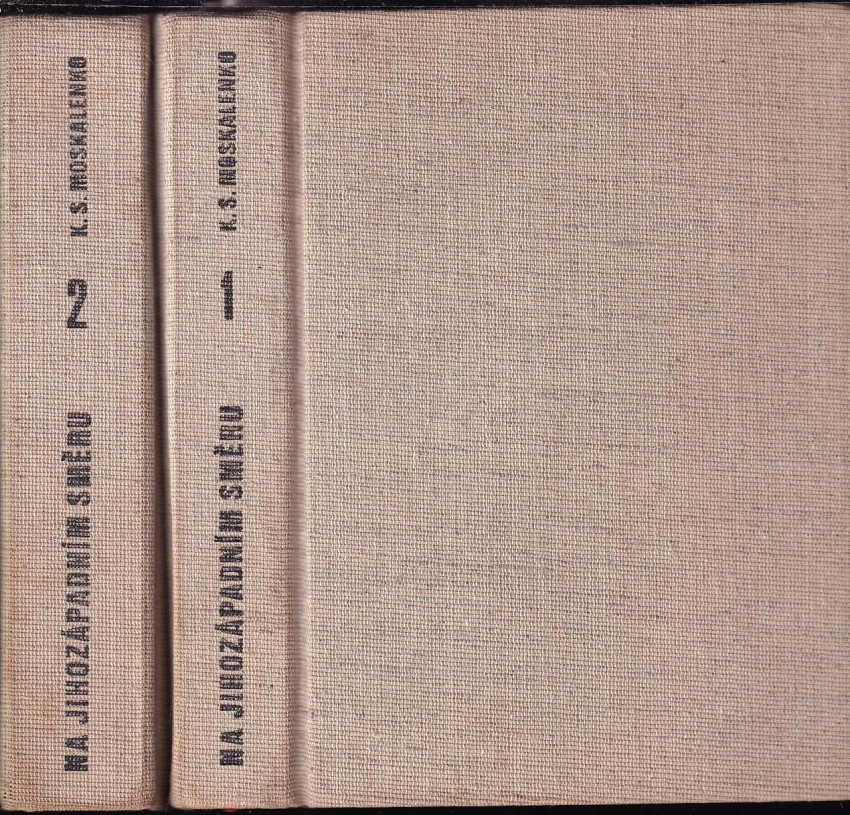 NA JIHOZÁPADNÍM SMĚRU 2 K. S. MOSKALENKO
NA JIHOZÁPADNÍM SMĚRU 1 K. S. MOSKALENKO